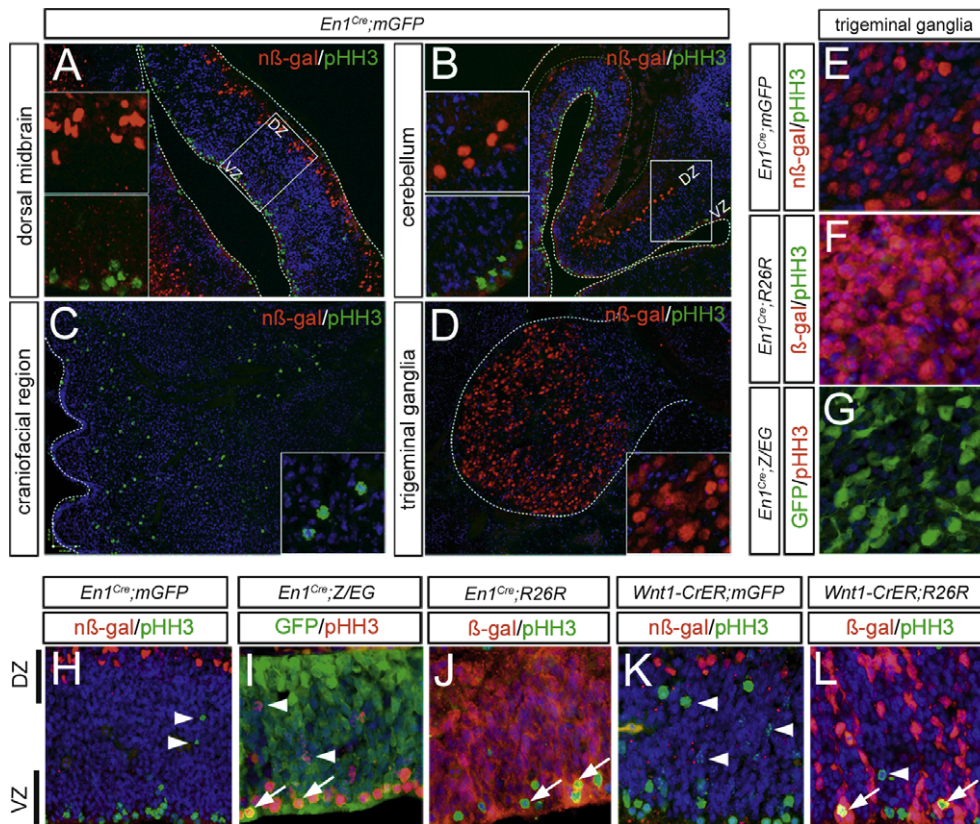 En1Cre;mGFP
trigeminal ganglia
dorsal midbrain
A
nß-gal/pHH3
DZ
VZ
cerebellum
B
nß-gal/pHH3
DZ
VZ
En1Cre;mGFP
nß-gal/pHH3
E
craniofacial region
C
nß-gal/pHH3
trigeminal ganglia
D
nß-gal/pHH3
En1Cre;R26R
ß-gal/pHH3
F
En1Cre;Z/EG
GFP/pHH3
G
En1Cre;mGFP
En1Cre;Z/EG
En1Cre;R26R
Wnt1-CrER;mGFP
Wnt1-CrER;R26R
nß-gal/pHH3
GFP/pHH3
ß-gal/pHH3
nß-gal/pHH3
ß-gal/pHH3
DZ
VZ
H
I
J
K
L